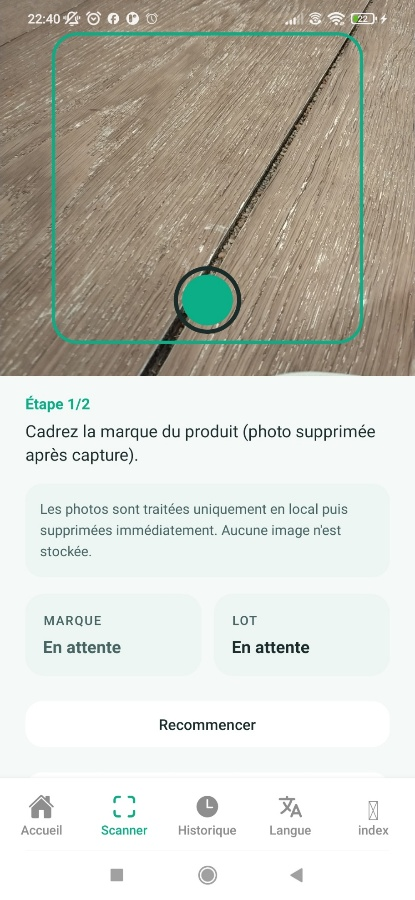 22:40
22
Étape 1/2
Cadrez la marque du produit (photo supprimée
après capture).
Les photos sont traitées uniquement en local puis
supprimées immédiatement. Aucune image n'est
stockée.
MARQUE
En attente
LOT
En attente
Recommencer
Accueil
Scanner
Historique
Langue
index